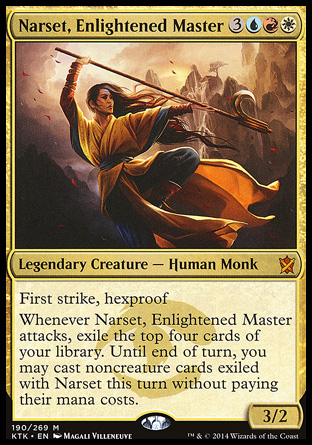 Narset, Enlightened Master 3
Legendary Creature — Human Monk
First strike, hexproof
Whenever Narset, Enlightened Master
attacks, exile the top four cards of
your library. Until end of turn, you
may cast noncreature cards exiled
with Narset this turn without paying
their mana costs.
3/2
190/269 M
KTK • EN Magali Villeneuve
™ & © 2014 Wizards of the Coast